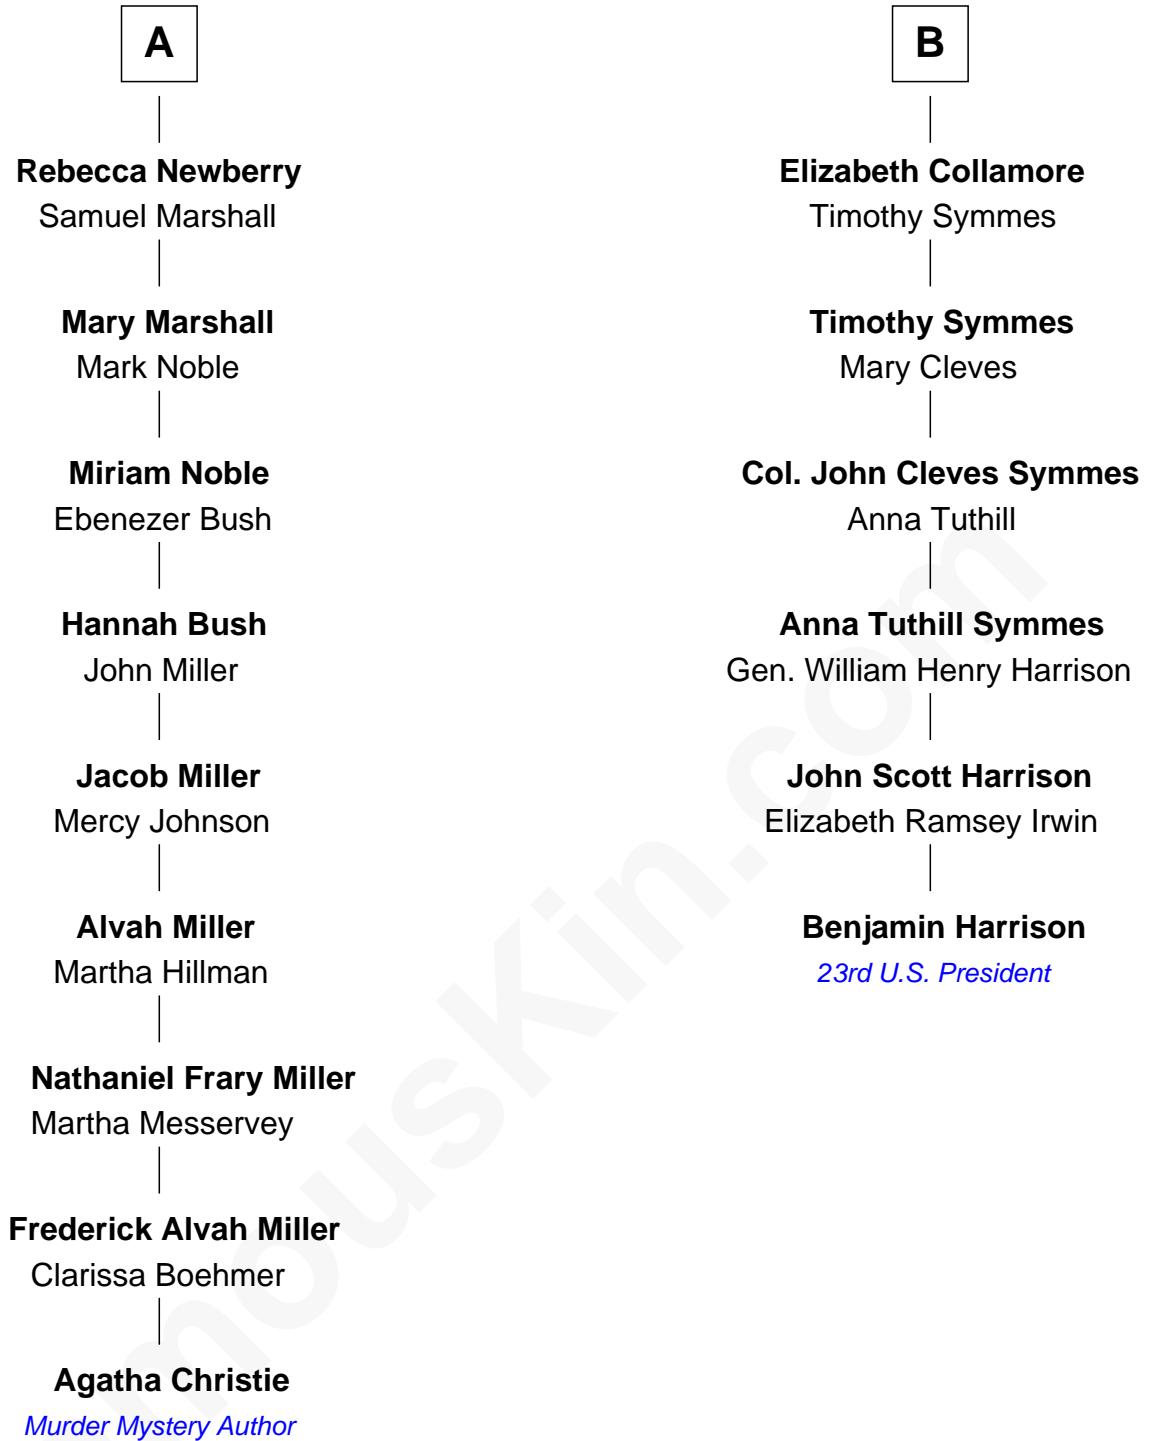 A
Rebecca Newberry
Samuel Marshall
Mary Marshall
Mark Noble
Miriam Noble
Ebenezer Bush
Hannah Bush
John Miller
Jacob Miller
Mercy Johnson
Alvah Miller
Martha Hillman
Nathaniel Frary Miller
Martha Messervey
Frederick Alvah Miller
Clarissa Boehmer
Agatha Christie
Murder Mystery Author
B
Elizabeth Collamore
Timothy Symmes
Timothy Symmes
Mary Cleves
Col. John Cleves Symmes
Anna Tuthill
Anna Tuthill Symmes
Gen. William Henry Harrison
John Scott Harrison
Elizabeth Ramsey Irwin
Benjamin Harrison
23rd U.S. President
mousKin.com